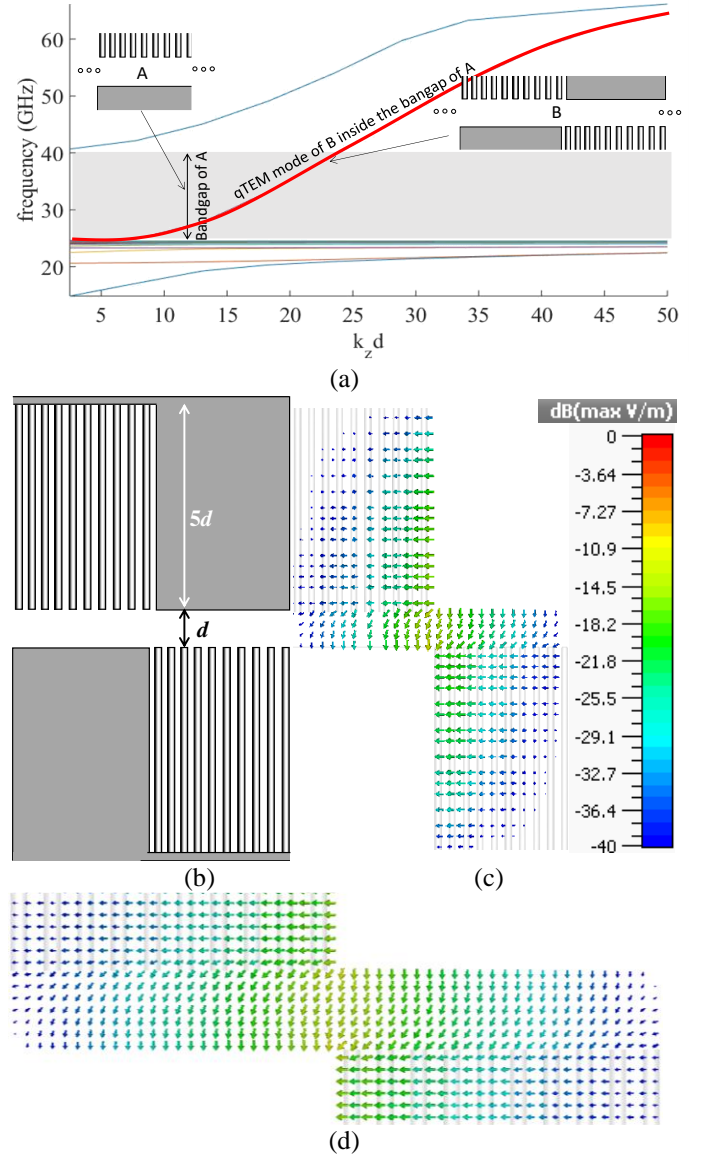 60
50
40
30
20
frequency (GHz)
A
B
Bandgap of A
qTEM mode of B inside the bangap of A
5 10 15 20 25 30 35 40 45 50
k_z d
(a)
5d
d
(b)
(c)
dB(max V/m)
0
-3.64
-7.27
-10.9
-14.5
-18.2
-21.8
-25.5
-29.1
-32.7
-36.4
-40
(d)